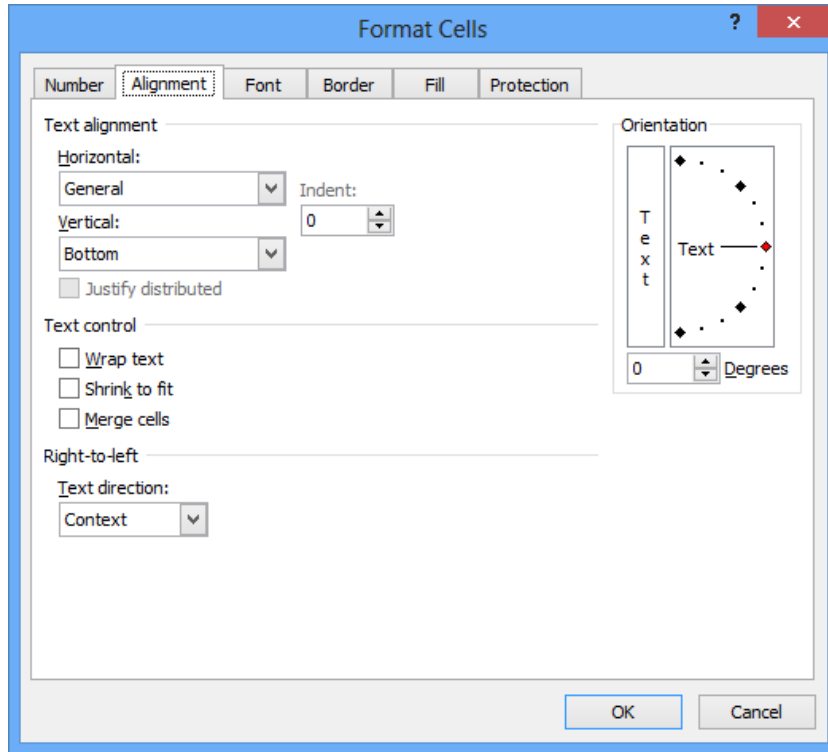 Format Cells ?
Number Alignment Font Border Fill Protection
Text alignment
Horizontal:
General
Indent:
0
Vertical:
Bottom
Justify distributed
Text control
Wrap text
Shrink to fit
Merge cells
Right-to-left
Text direction:
Context
Orientation
Text
Text
0 Degrees
OK Cancel